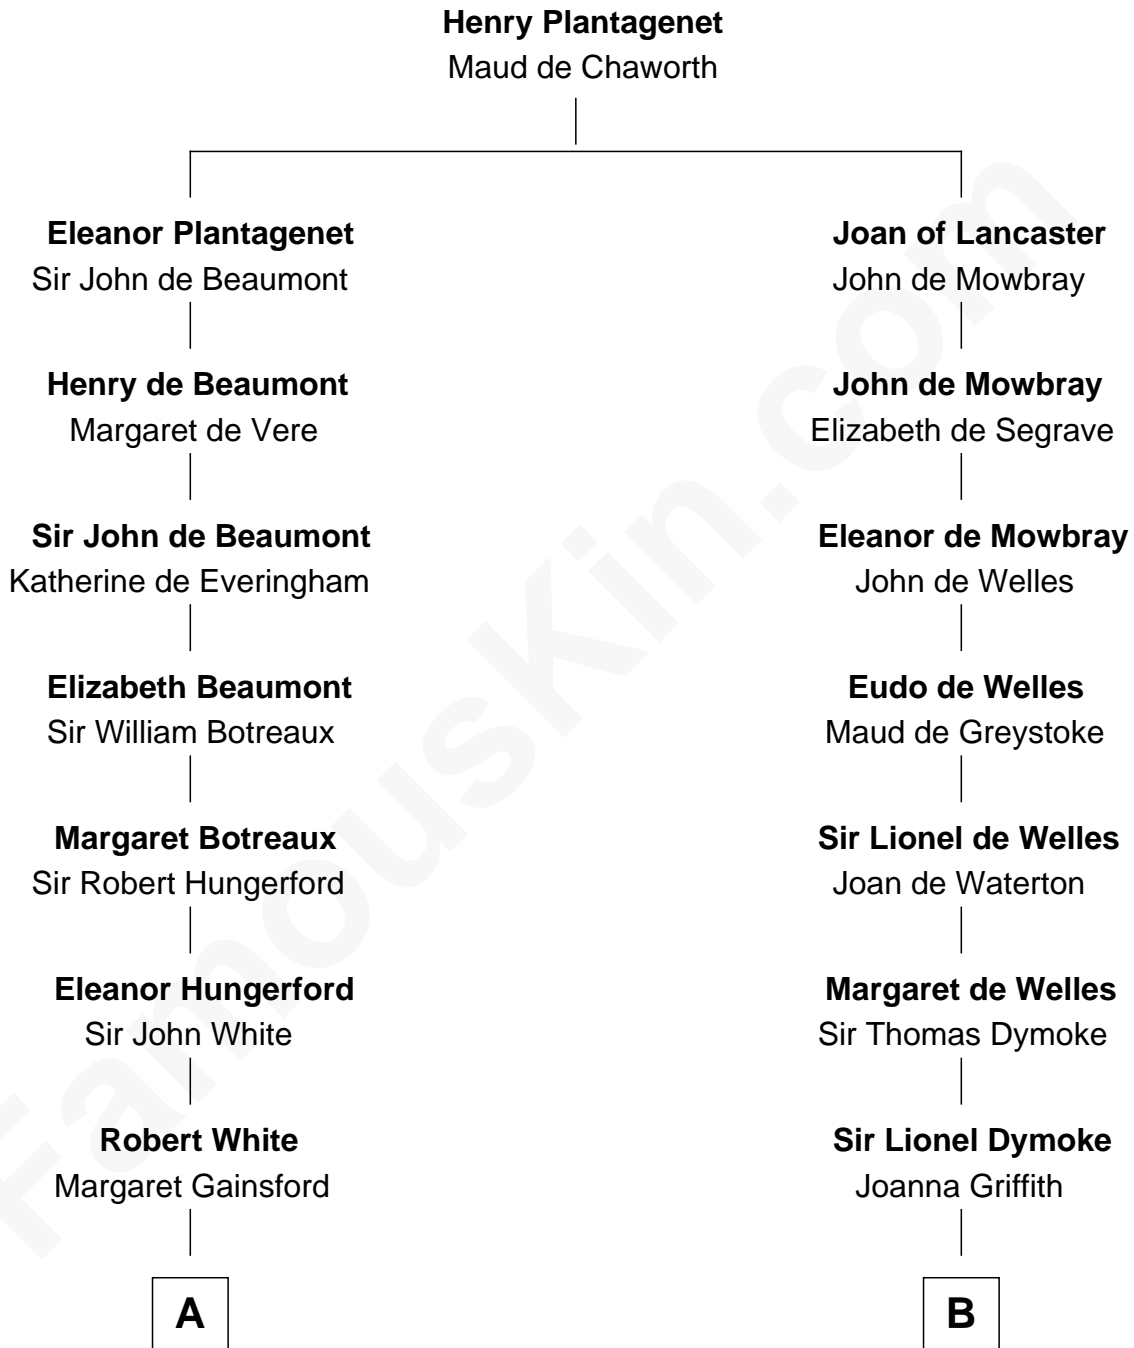 Henry Plantagenet
Maud de Chaworth
Eleanor Plantagenet
Sir John de Beaumont
Henry de Beaumont
Margaret de Vere
Sir John de Beaumont
Katherine de Everingham
Elizabeth Beaumont
Sir William Botreaux
Margaret Botreaux
Sir Robert Hungerford
Eleanor Hungerford
Sir John White
Robert White
Margaret Gainsford
A
Joan of Lancaster
John de Mowbray
John de Mowbray
Elizabeth de Segrave
Eleanor de Mowbray
John de Welles
Eudo de Welles
Maud de Greystoke
Sir Lionel de Welles
Joan de Waterton
Margaret de Welles
Sir Thomas Dymoke
Sir Lionel Dymoke
Joanna Griffith
B
FamousKin.com